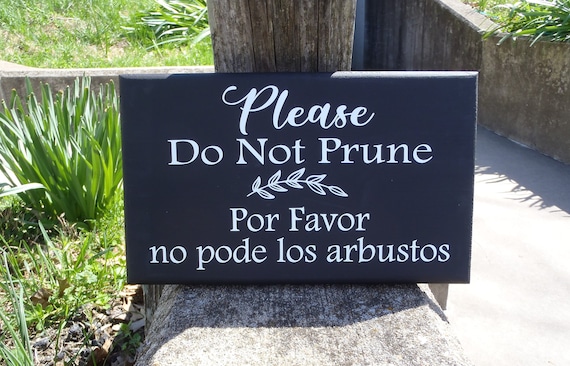 Please
Do Not Prune
Por Favor
no pode los arbustos